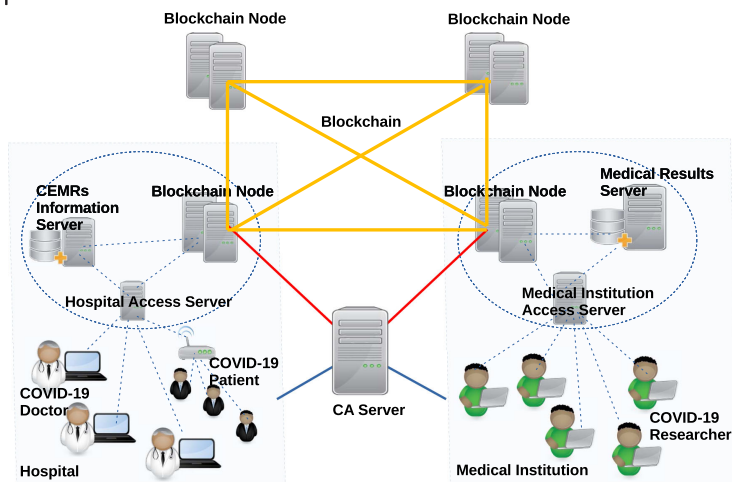 Blockchain Node
Blockchain Node
Blockchain
CEMRs
Information
Server
Blockchain Node
Blockchain Node
Medical Results
Server
Hospital Access Server
Medical Institution
Access Server
COVID-19
Patient
COVID-19
Doctor
CA Server
COVID-19
Researcher
Hospital
Medical Institution